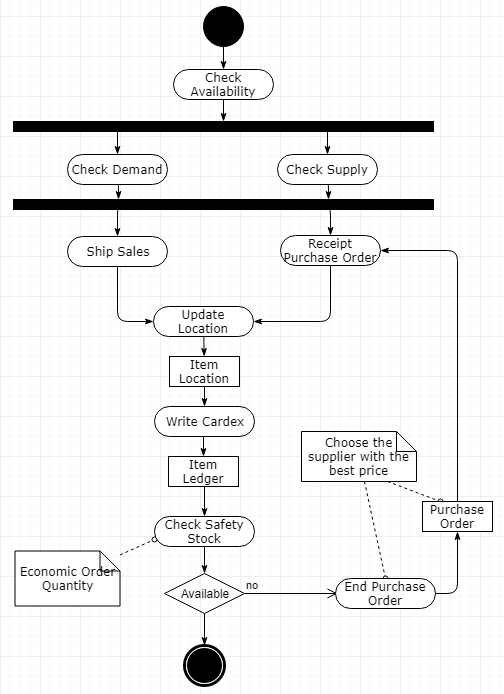 Check
Availability
Check Demand
Check Supply
Ship Sales
Receipt
Purchase Order
Update
Location
Item
Location
Write Cardex
Choose the
supplier with the
best price
Item
Ledger
Purchase
Order
Check Safety
Stock
Economic Order
Quantity
Available
no
End Purchase
Order